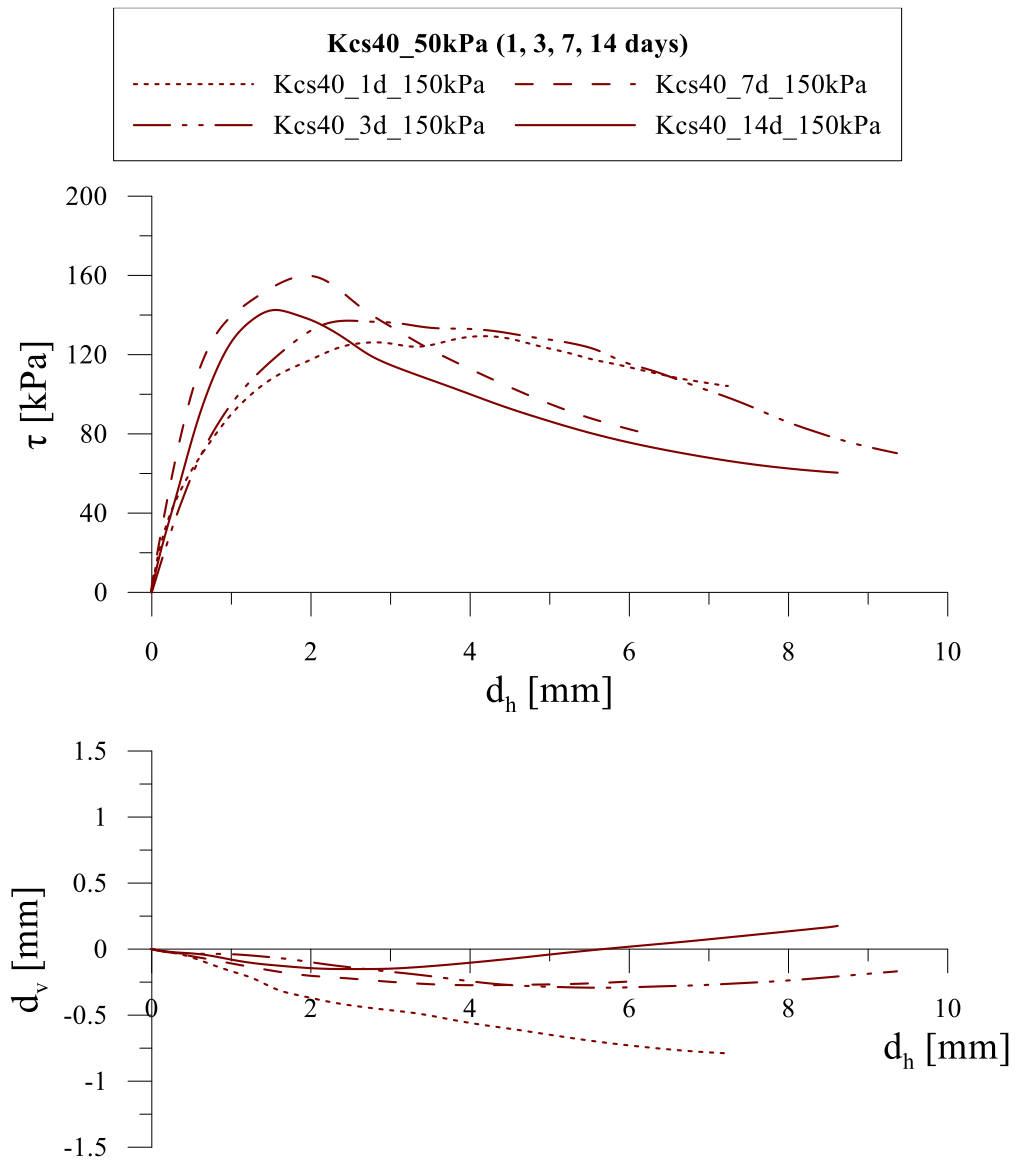 Kcs40_50kPa (1, 3, 7, 14 days)
Kcs40_1d_150kPa Kcs40_7d_150kPa
Kcs40_3d_150kPa Kcs40_14d_150kPa
200
160
120
80
40
0
τ [kPa]
0 2 4 6 8 10
dₕ [mm]
1.5
1
0.5
0
-0.5
-1
-1.5
dᵥ [mm]
0 2 4 6 8 10
dₕ [mm]